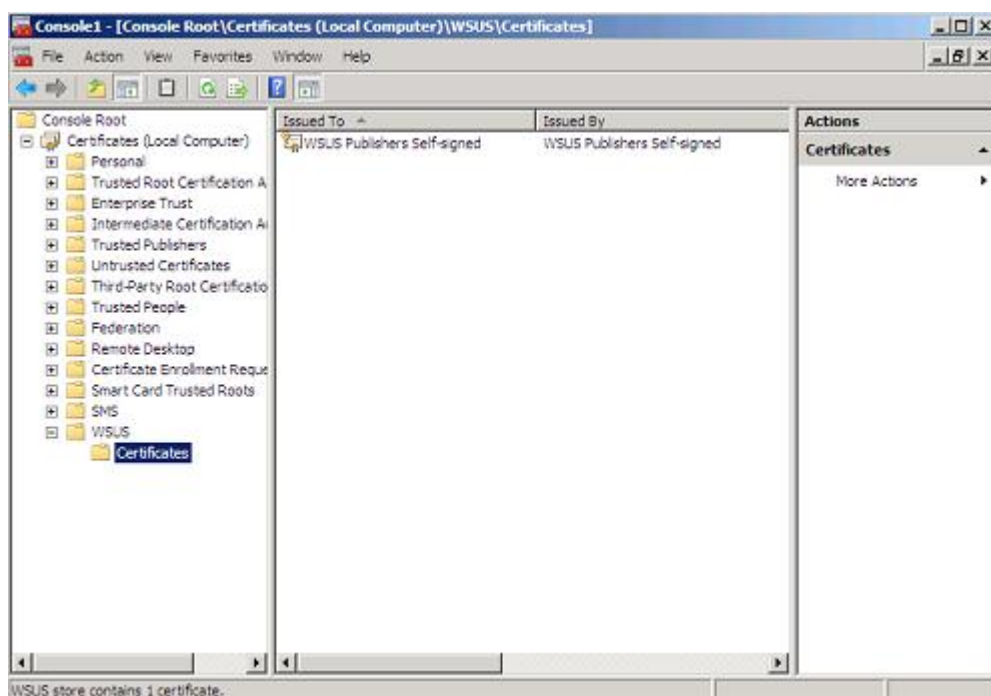 Console1 - [Console Root\Certificates (Local Computer)\WSUS\Certificates]
File Action View Favorites Window Help
Console Root
Certificates (Local Computer)
Personal
Trusted Root Certification A
Enterprise Trust
Intermediate Certification A
Trusted Publishers
Untrusted Certificates
Third-Party Root Certificatio
Trusted People
Federation
Remote Desktop
Certificate Enrollment Reque
Smart Card Trusted Roots
SMS
WSUS
Certificates
Issued To Issued By
WSUS Publishers Self-signed WSUS Publishers Self-signed
Actions
Certificates
More Actions
WSUS store contains 1 certificate.